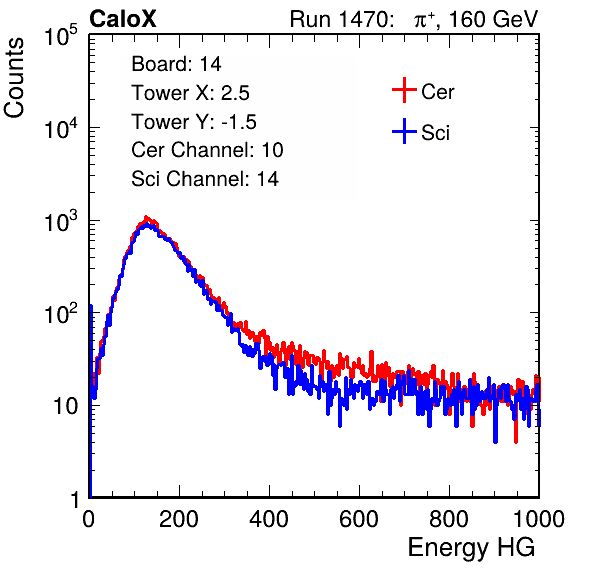 CaloX Run 1470: π⁺, 160 GeV
Counts
10⁵
10⁴
10³
10²
10
1
Board: 14
Tower X: 2.5
Tower Y: -1.5
Cer Channel: 10
Sci Channel: 14
Cer
Sci
0 200 400 600 800 1000
Energy HG